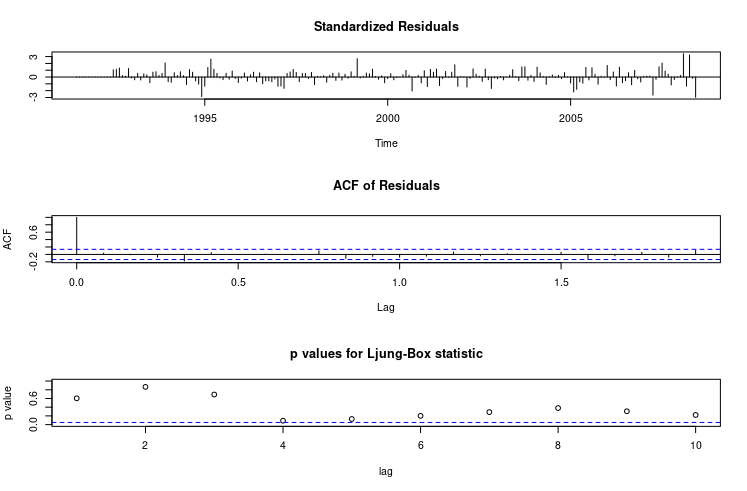 Standardized Residuals
3
0
-3
1995
2000
2005
Time
ACF of Residuals
ACF
0.6
-0.2
0.0
0.5
1.0
1.5
Lag
p values for Ljung-Box statistic
p value
0.6
0.0
2
4
6
8
10
lag